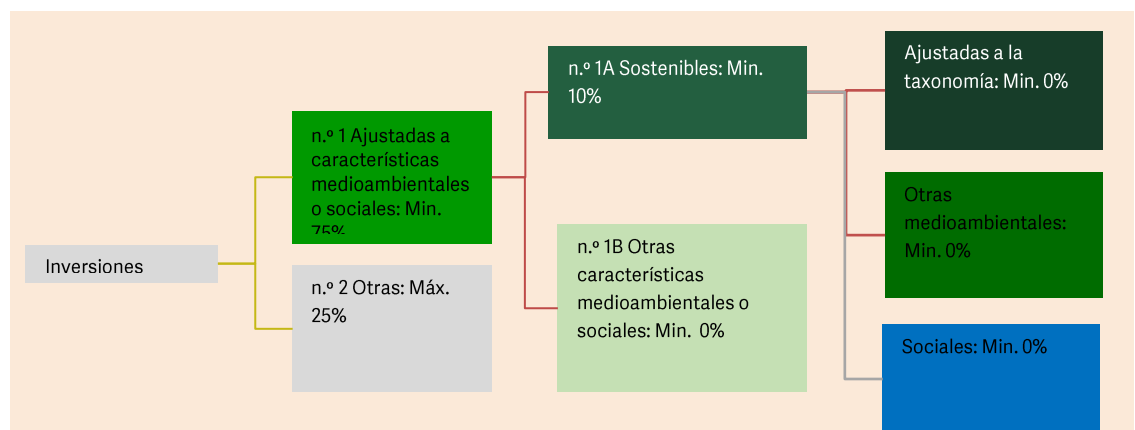 Inversiones
n.º 1 Ajustadas a
características
medioambientales
o sociales: Min.
75%
n.º 2 Otras: Máx.
25%
n.º 1A Sostenibles: Min.
10%
n.º 1B Otras
características
medioambientales o
sociales: Min. 0%
Ajustadas a la
taxonomía: Min. 0%
Otras
medioambientales:
Min. 0%
Sociales: Min. 0%